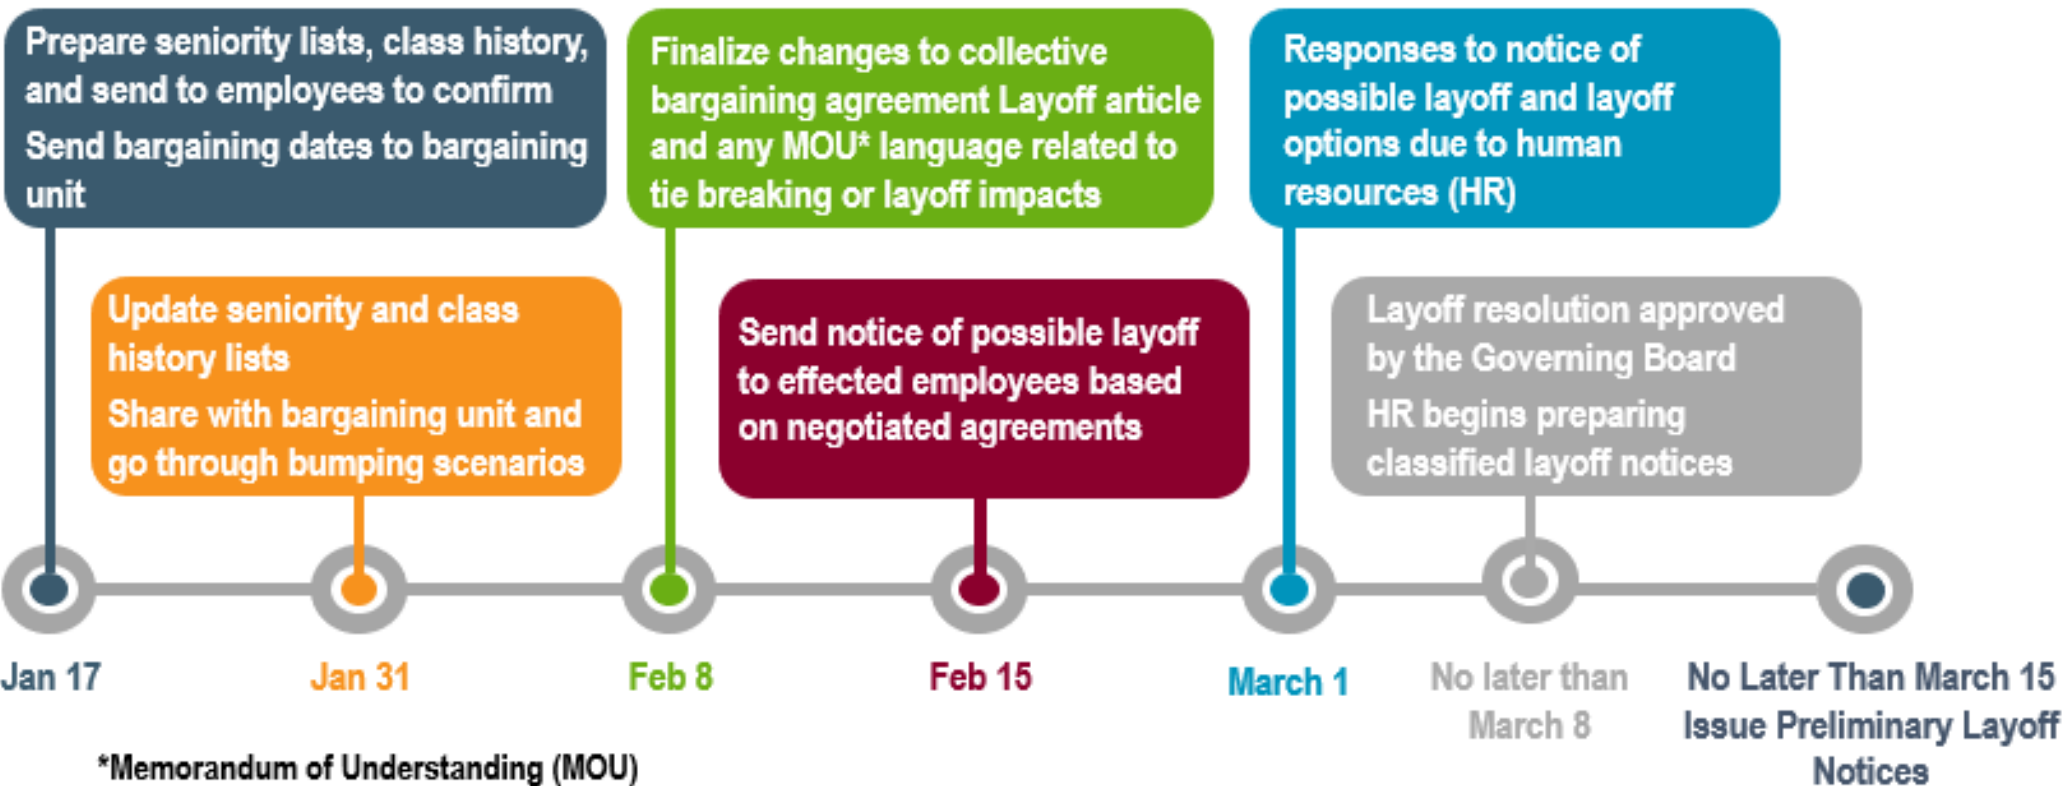 Prepare seniority lists, class history,
and send to employees to confirm
Send bargaining dates to bargaining
unit
Finalize changes to collective
bargaining agreement Layoff article
and any MOU* language related to
tie breaking or layoff impacts
Responses to notice of
possible layoff and layoff
options due to human
resources (HR)
Update seniority and class
history lists
Share with bargaining unit and
go through bumping scenarios
Send notice of possible layoff
to effected employees based
on negotiated agreements
Layoff resolution approved
by the Governing Board
HR begins preparing
classified layoff notices
Jan 17
Jan 31
Feb 8
Feb 15
March 1
No later than
March 8
No Later Than March 15
Issue Preliminary Layoff
Notices
*Memorandum of Understanding (MOU)